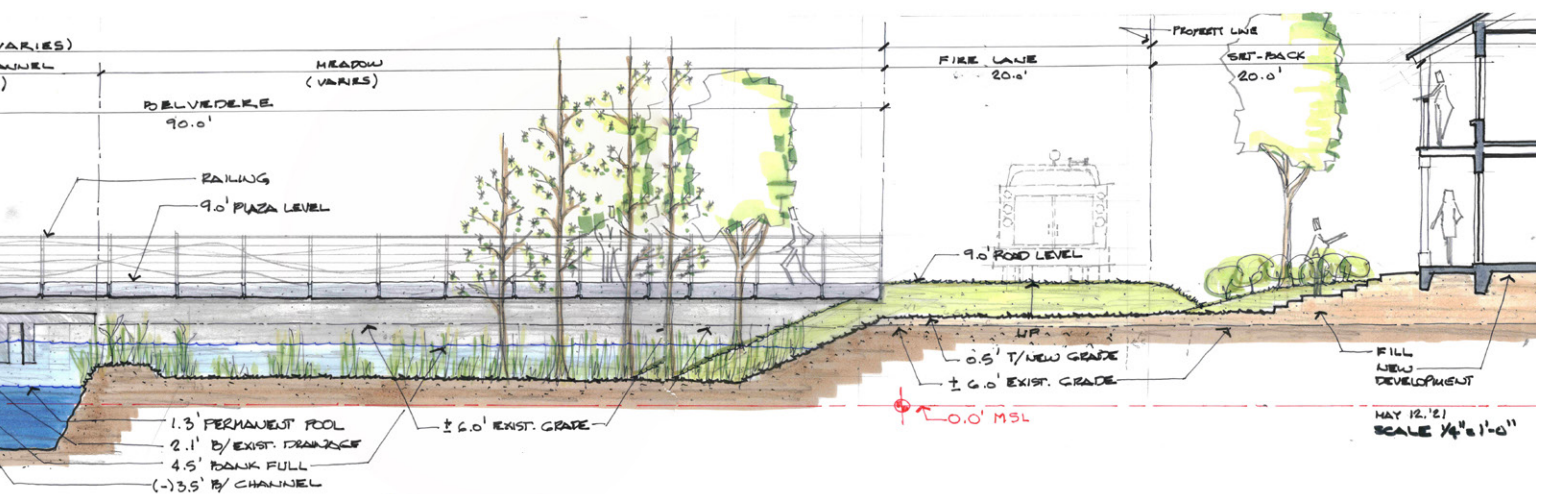 VARIES)
ANNEL
)
MEADOW
(VARIES)
BELVEDERE
90.0'
FIRE LANE
20.0'
PROPERTY LINE
SET-BACK
20.0'
RAILING
9.0' PLAZA LEVEL
9.0' ROAD LEVEL
UP
0.5' T/NEW GRADE
± 6.0' EXIST. GRADE
0.0' MSL
FILL
NEW
DEVELOPMENT
MAY 12, '21
SCALE 1/4"=1'-0"
± 6.0' EXIST. GRADE
1.3' PERMANENT POOL
2.1' B/EXIST. DRAINAGE
4.5' BANK FULL
(-)3.5' B/ CHANNEL